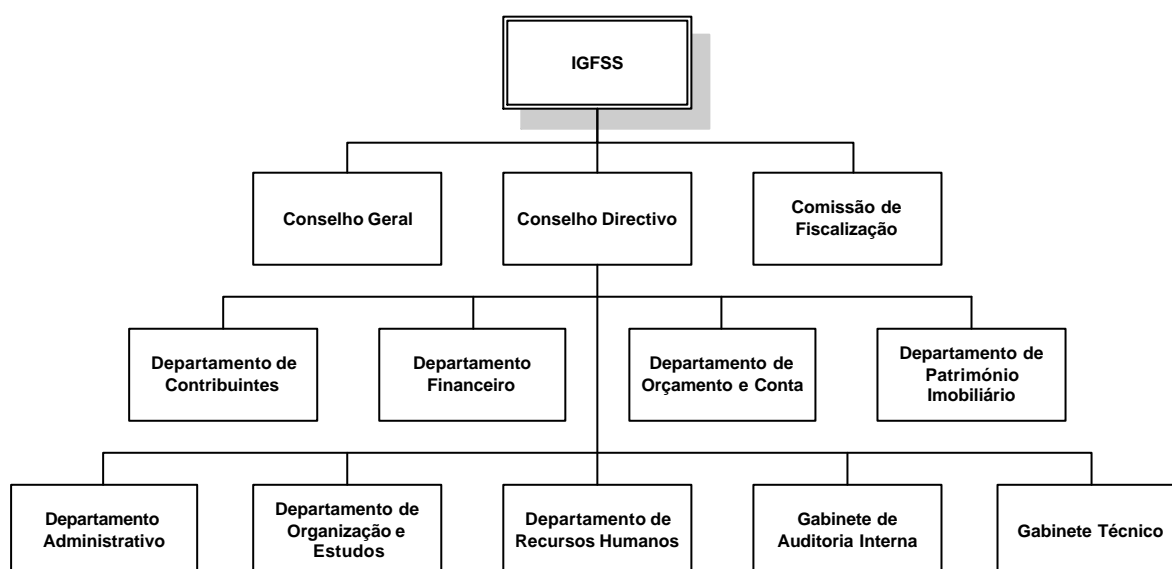 IGFSS
Conselho Geral
Conselho Directivo
Comissão de
Fiscalização
Departamento de
Contribuintes
Departamento
Financeiro
Departamento de
Orçamento e Conta
Departamento de
Património
Imobiliário
Departamento
Administrativo
Departamento de
Organização e
Estudos
Departamento de
Recursos Humanos
Gabinete de
Auditoria Interna
Gabinete Técnico